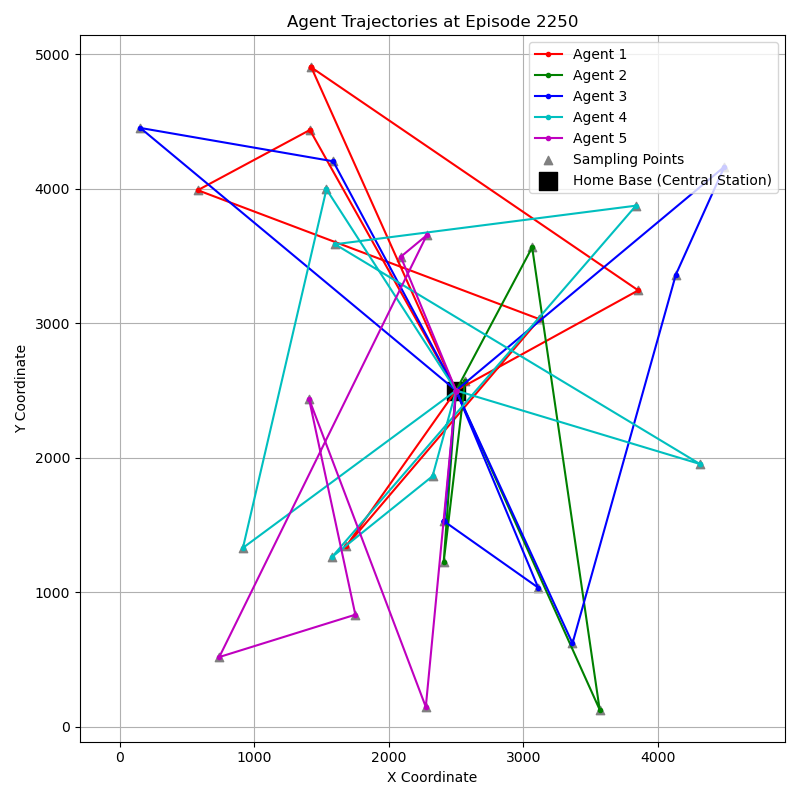 Agent Trajectories at Episode 2250
Agent 1
Agent 2
Agent 3
Agent 4
Agent 5
Sampling Points
Home Base (Central Station)
Y Coordinate
5000
4000
3000
2000
1000
0
0 1000 2000 3000 4000
X Coordinate